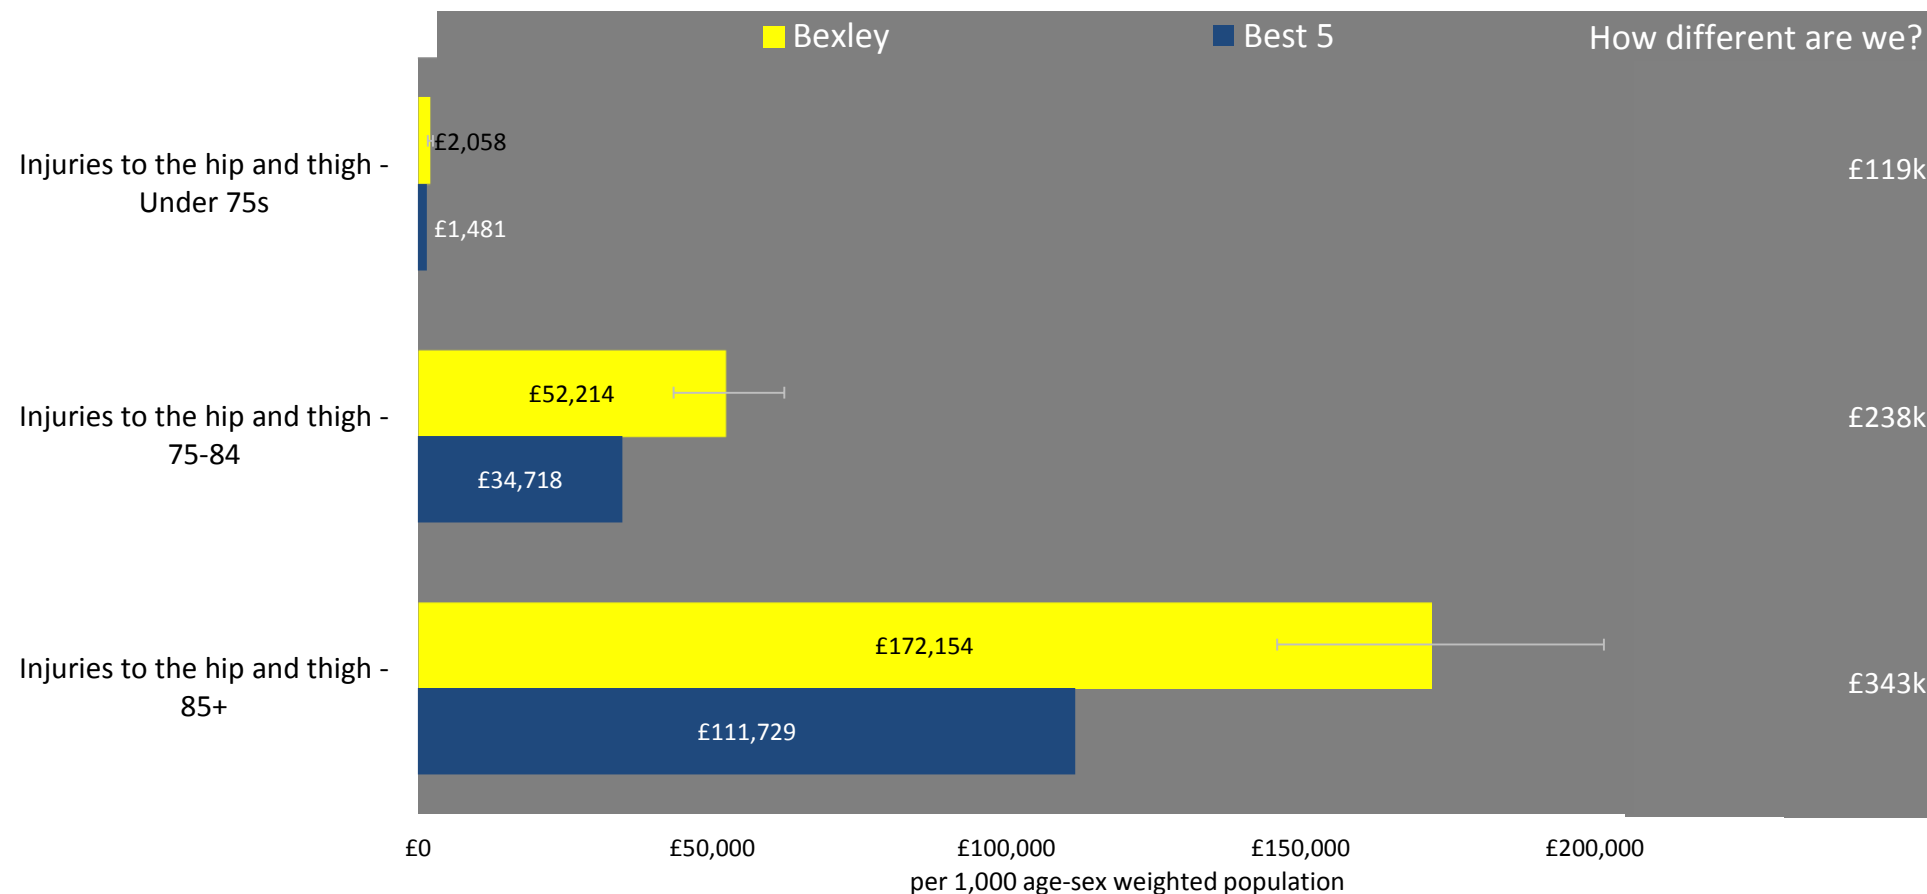 Bexley
Best 5
How different are we?
Injuries to the hip and thigh -
Under 75s
£2,058
£1,481
£119k
Injuries to the hip and thigh -
75-84
£52,214
£34,718
£238k
Injuries to the hip and thigh -
85+
£172,154
£111,729
£343k
£0
£50,000
£100,000
£150,000
£200,000
per 1,000 age-sex weighted population